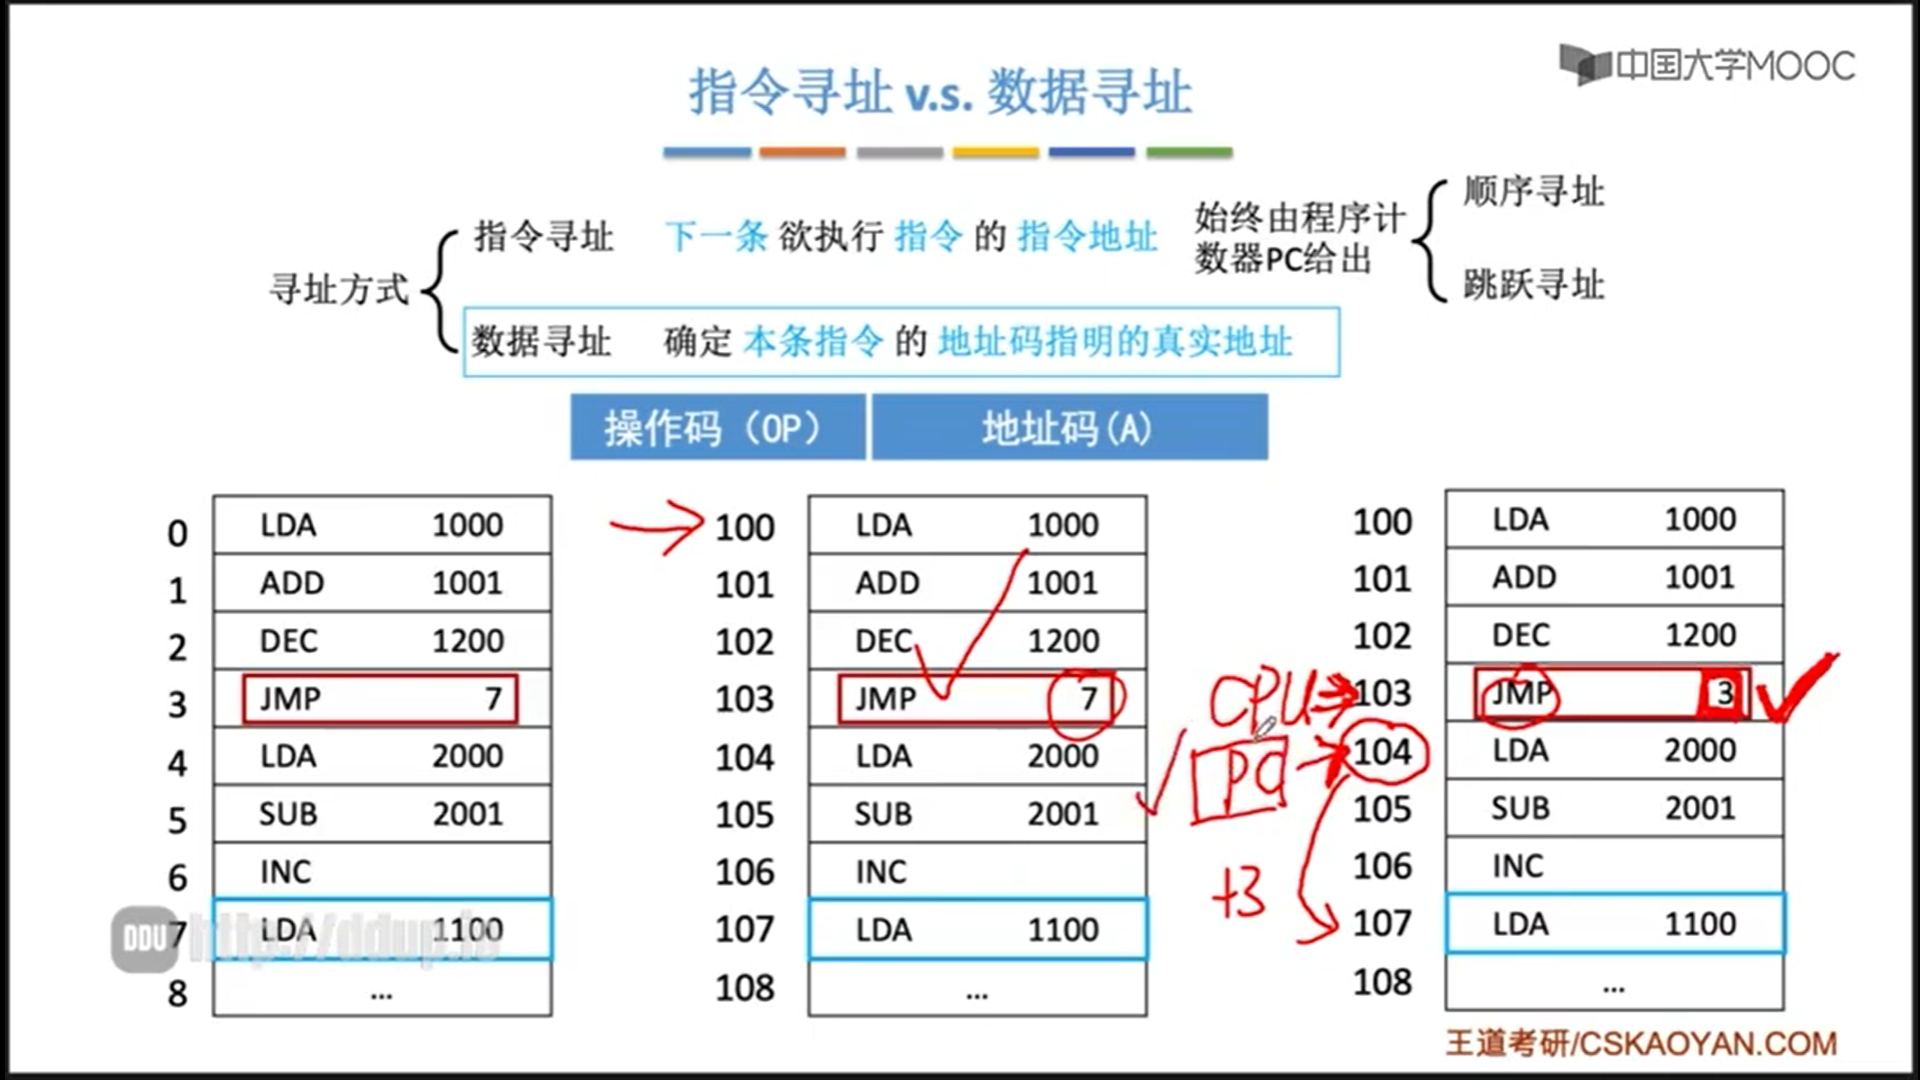 中国大学MOOC
指令寻址 v.s. 数据寻址
寻址方式
指令寻址 下一条 欲执行 指令 的 指令地址
始终由程序计
数器PC给出
顺序寻址
跳跃寻址
数据寻址 确定 本条指令 的 地址码指明的真实地址
操作码（OP） 地址码(A)
0 LDA 1000
1 ADD 1001
2 DEC 1200
3 JMP 7
4 LDA 2000
5 SUB 2001
6 INC
7 LDA 1100
8 ...
100 LDA 1000
101 ADD 1001
102 DEC 1200
103 JMP 7
104 LDA 2000
105 SUB 2001
106 INC
107 LDA 1100
108 ...
CPU
PC
+3
100 LDA 1000
101 ADD 1001
102 DEC 1200
103 JMP 3
104 LDA 2000
105 SUB 2001
106 INC
107 LDA 1100
108 ...
DDU
王道考研/CSKAOYAN.COM